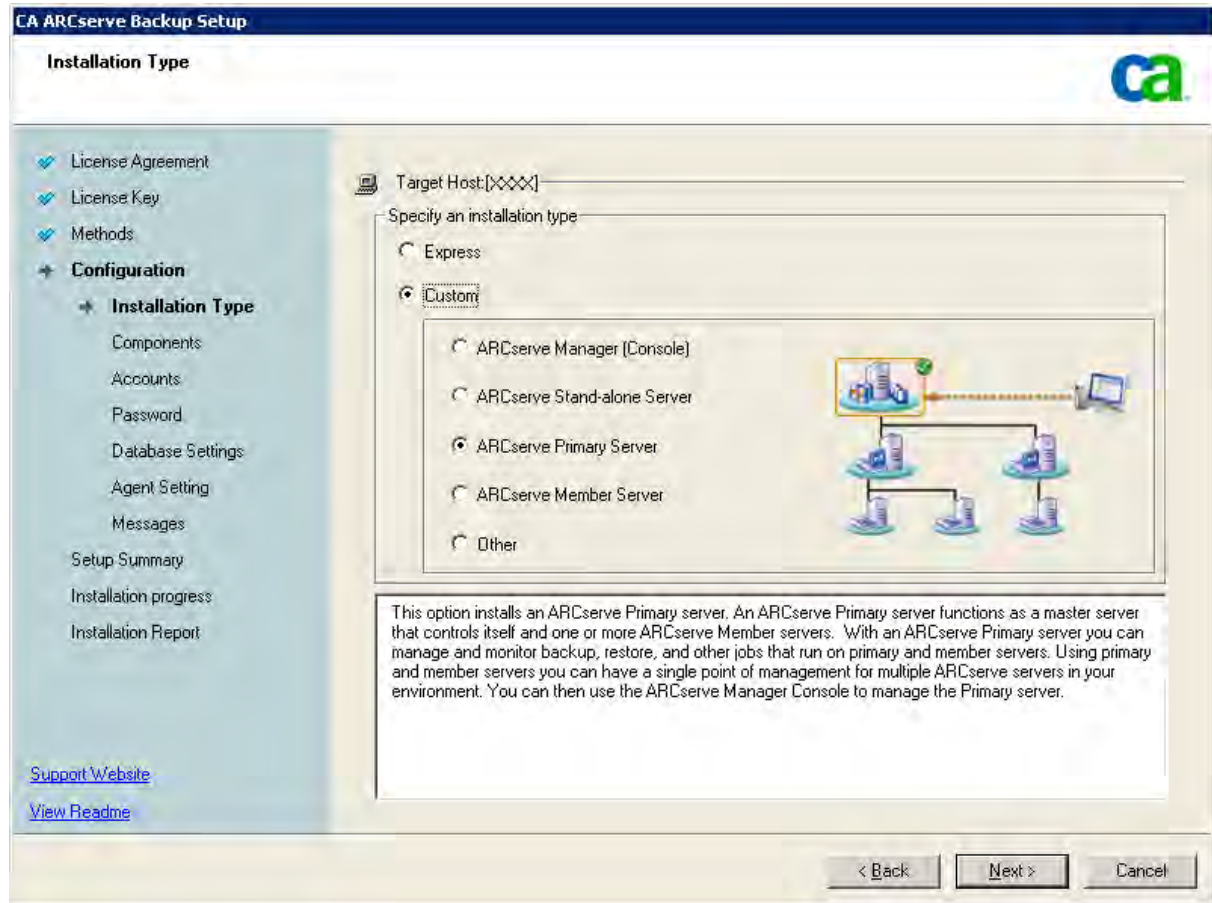 CA ARCserve Backup Setup
Installation Type
ca
License Agreement
License Key
Methods
Configuration
Installation Type
Components
Accounts
Password
Database Settings
Agent Setting
Messages
Setup Summary
Installation progress
Installation Report
Support Website
View Readme
Target Host:[XXXX]
Specify an installation type
Express
Custom
ARCserve Manager (Console)
ARCserve Stand-alone Server
ARCserve Primary Server
ARCserve Member Server
Other
This option installs an ARCserve Primary server. An ARCserve Primary server functions as a master server
that controls itself and one or more ARCserve Member servers.  With an ARCserve Primary server you can
manage and monitor backup, restore, and other jobs that run on primary and member servers. Using primary
and member servers you can have a single point of management for multiple ARCserve servers in your
environment. You can then use the ARCserve Manager Console to manage the Primary server.
< Back
Next >
Cancel